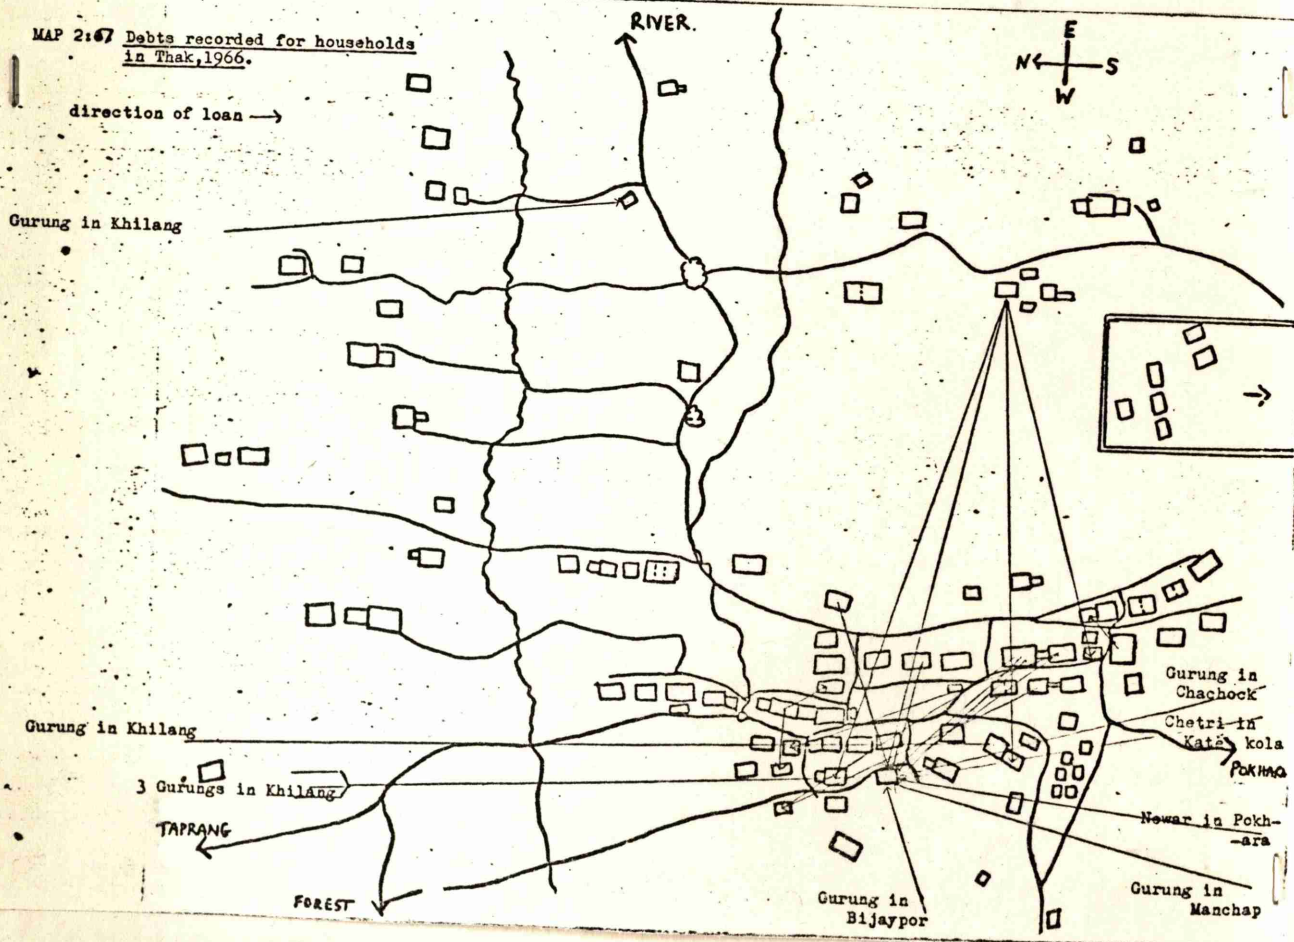 MAP 2:67 Debts recorded for households
in Thak,1966.
direction of loan →
RIVER.
E
N S
W
Gurung in Khilang
Gurung in Khilang
3 Gurungs in Khilang
TAPRANG
FOREST
Gurung in
Chachock
Chetri in
Kate kola
POKHARA
Newar in Pokh-
-ara
Gurung in
Manchap
Gurung in
Bijaypor